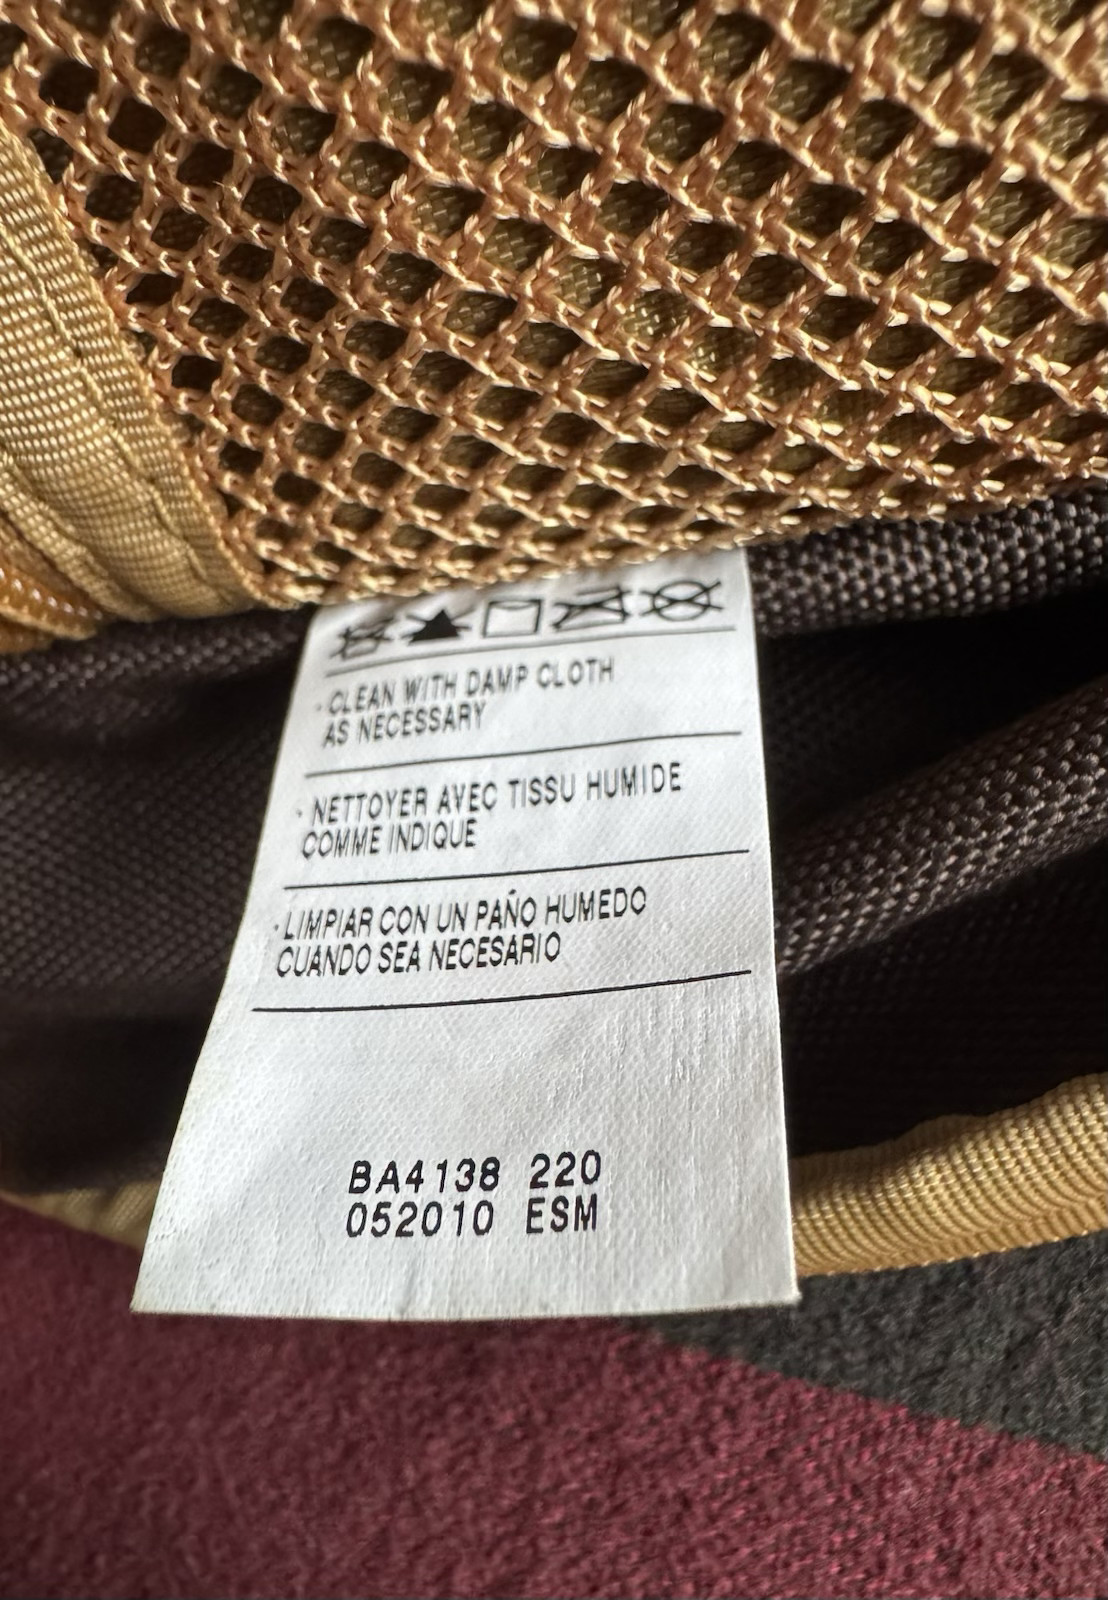 · CLEAN WITH DAMP CLOTH
AS NECESSARY
· NETTOYER AVEC TISSU HUMIDE
COMME INDIQUE
· LIMPIAR CON UN PAÑO HUMEDO
CUANDO SEA NECESARIO
BA4138 220
052010 ESM